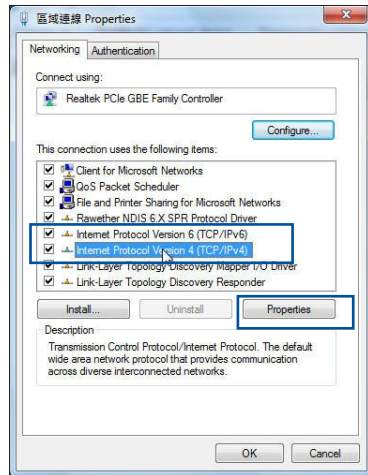 區域連線 Properties
Networking Authentication
Connect using:
Realtek PCIe GBE Family Controller
Configure...
This connection uses the following items:
Client for Microsoft Networks
QoS Packet Scheduler
File and Printer Sharing for Microsoft Networks
Rawether NDIS 6.X SPR Protocol Driver
Internet Protocol Version 6 (TCP/IPv6)
Internet Protocol Version 4 (TCP/IPv4)
Link-Layer Topology Discovery Mapper I/O Driver
Link-Layer Topology Discovery Responder
Install... Uninstall Properties
Description
Transmission Control Protocol/Internet Protocol. The default
wide area network protocol that provides communication
across diverse interconnected networks.
OK Cancel